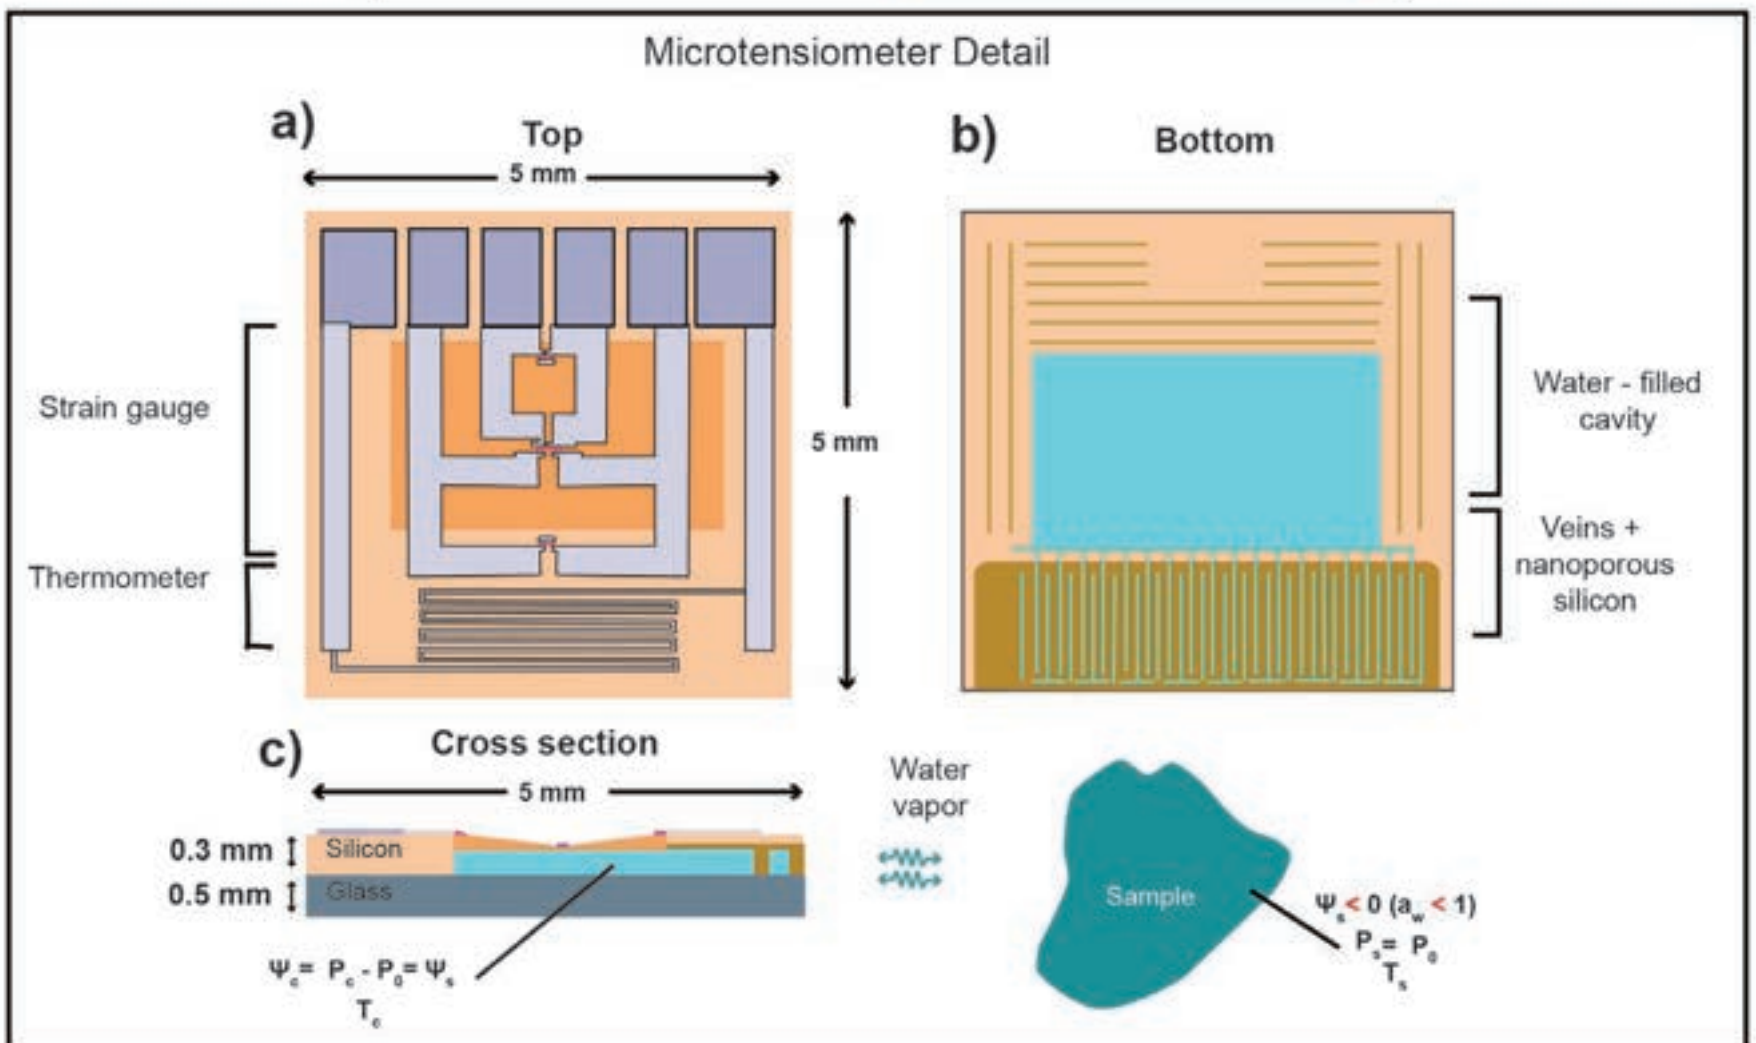 Microtensiometer Detail
a)
Top
5 mm
5 mm
Strain gauge
Thermometer
b)
Bottom
Water - filled
cavity
Veins +
nanoporous
silicon
c)
Cross section
5 mm
0.3 mm
Silicon
0.5 mm
Glass
Ψc= Pc - P0= Ψs
Tc
Water
vapor
Sample
Ψs< 0 (aw < 1)
Ps= P0
Ts